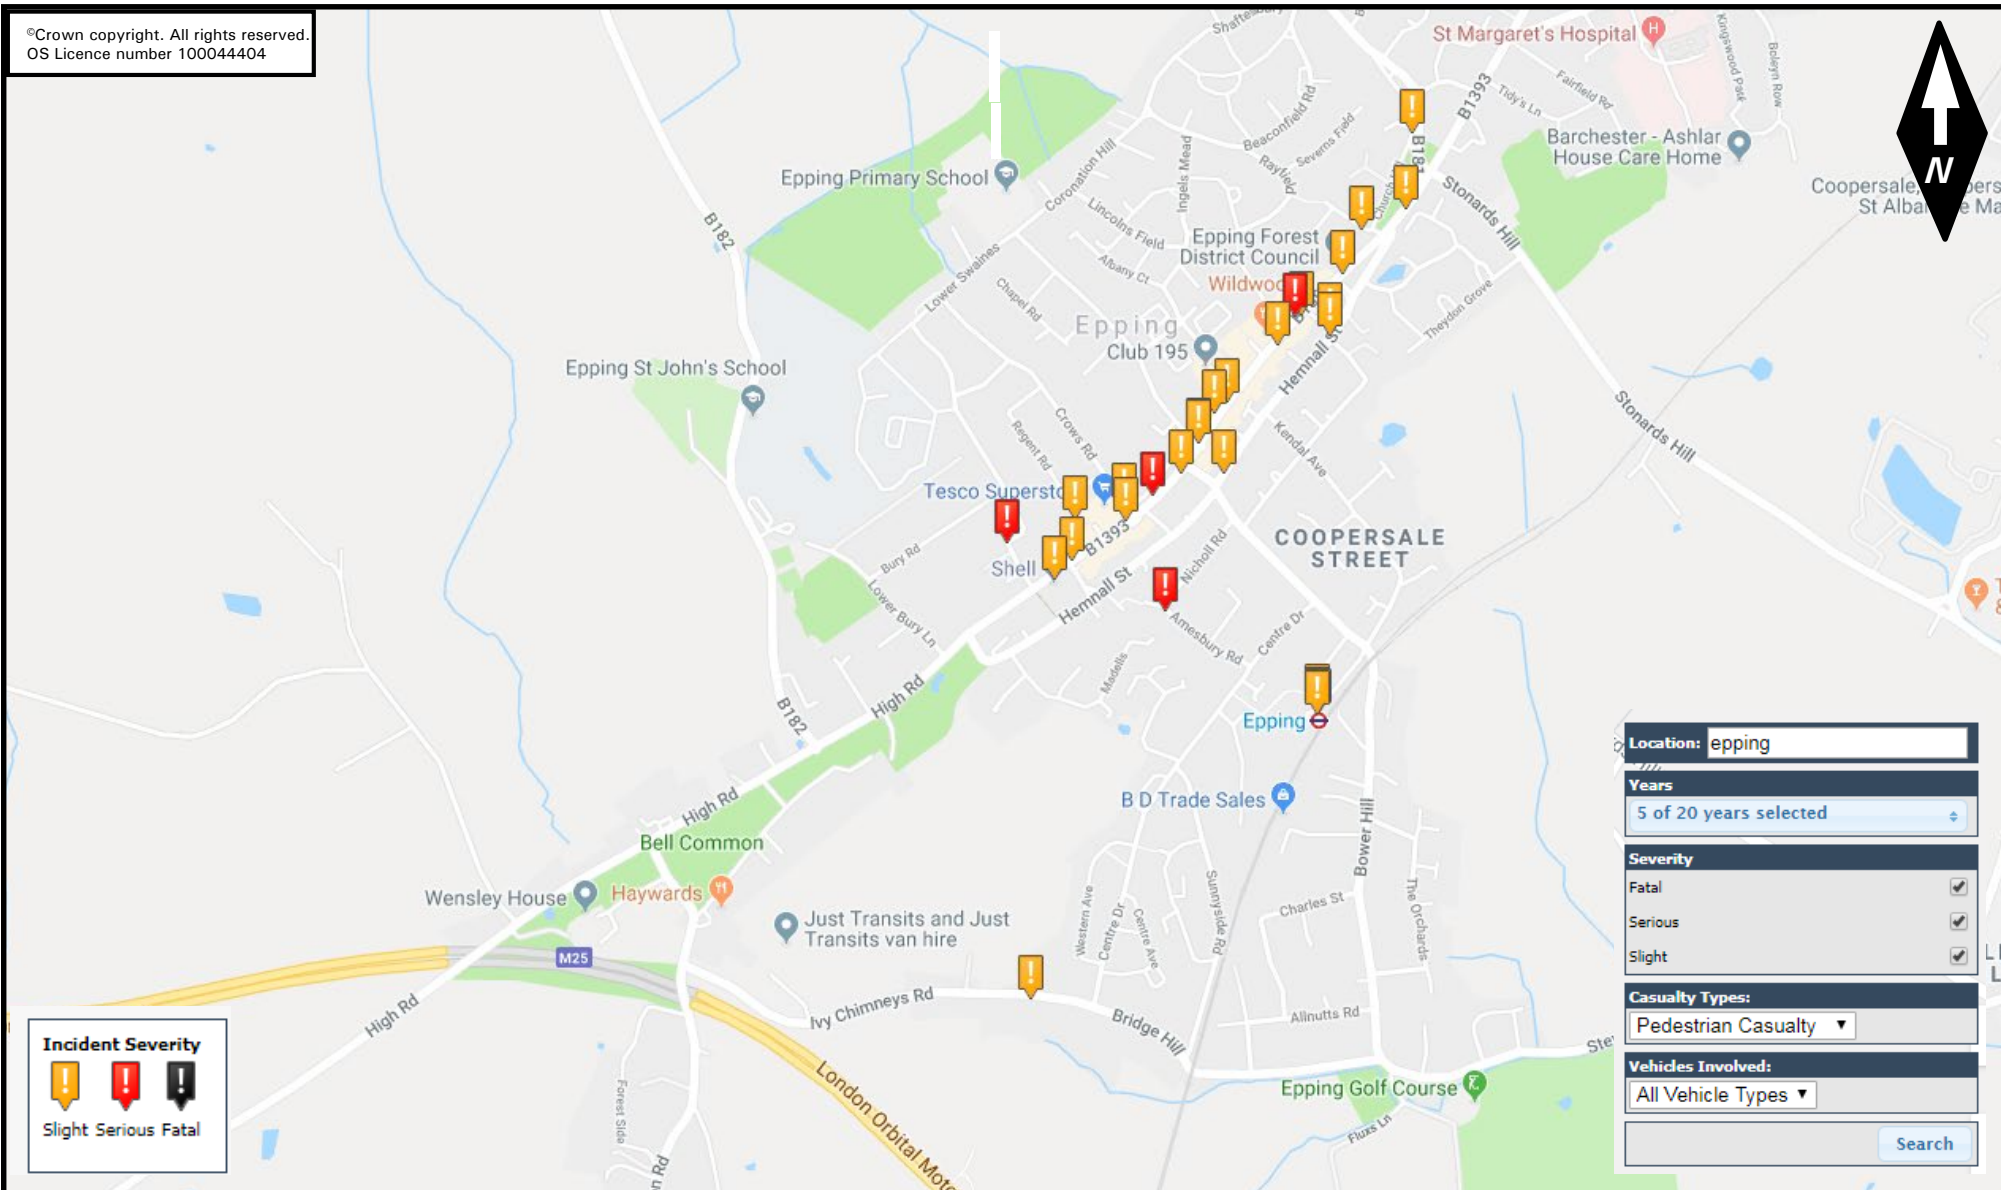 ©Crown copyright. All rights reserved.
OS Licence number 100044404
St Margaret's Hospital
H
Kingswood Park
Boleyn Row
B1393
Tidy's Ln
Fairfield Rd
Beaconfield Rd
Severns Field
Rayfield
Ingels Mead
B181
Barchester - Ashlar
House Care Home
N
Epping Primary School
Coronation Hill
Lincolns Field
Stonards Hill
B182
Epping Forest
District Council
Albany Ct
Lower Swaines
Chapel Rd
Theydon Grove
Epping
Club 195
Hemnall St
Epping St John's School
Crows Rd
Regent Rd
Kendal Ave
Stonards Hill
Tesco
B1393
COOPERSALE
STREET
Bury Rd
Shell
Nicholl Rd
Hemnall St
Lower Bury Ln
Amesbury Rd
Centre Dr
Madells
High Rd
B182
Epping
B D Trade Sales
High Rd
Bell Common
Bower Hill
Wensley House
Haywards
Just Transits and Just
Transits van hire
Western Ave
Centre Dr
Centre Ave
Sunnyside Rd
Charles St
The Orchards
M25
High Rd
Ivy Chimneys Rd
Bridge Hill
Allnutts Rd
London Orbital
Forest Side
Epping Golf Course
Fluxs Ln
Incident Severity
! ! !
Slight Serious Fatal
Location: epping
Years
5 of 20 years selected
Severity
Fatal
Serious
Slight
Casualty Types:
Pedestrian Casualty
Vehicles Involved:
All Vehicle Types
Search